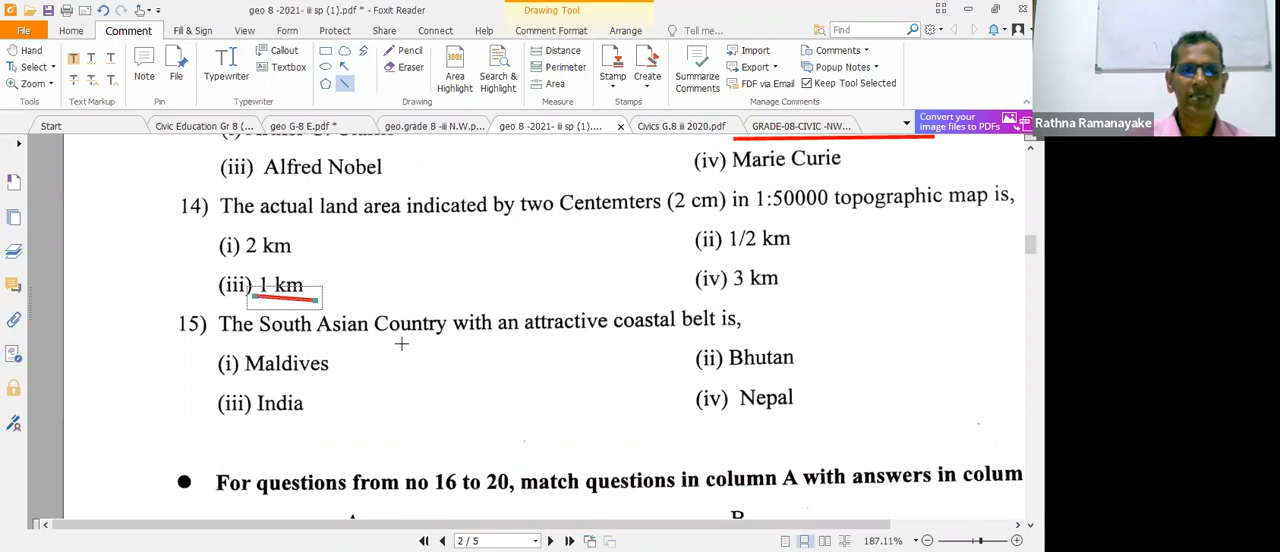 geo 8 -2021- ii sp (1).pdf * - Foxit Reader
Drawing Tool
File Home Comment View Form Protect Share Connect Help Extras Comment Format Arrange Tell me... Find
Hand
Select
Zoom
Tools
Text Markup
Note File
Pin
Typewriter
Callout
Textbox
Typewriter
Pencil
Eraser
Drawing
Area Highlight
Search & Highlight
Distance
Perimeter
Area
Measure
Stamp Create
Stamps
Summarize Comments
Import
Export
FDF via Email
Comments
Popup Notes
Keep Tool Selected
Manage Comments
Start Civic Education Gr 8 (... geo G-8 E.pdf * geo.grade 8 -ii N.W.p... geo 8 -2021- ii sp (1).... Civics G.8 ii 2020.pdf GRADE-08-CIVIC -NW...
Convert your image files to PDFs
Rathna Ramanayake
(iii) Alfred Nobel (iv) Marie Curie
14) The actual land area indicated by two Centemters (2 cm) in 1:50000 topographic map is,
(i) 2 km (ii) 1/2 km
(iii) 1 km (iv) 3 km
15) The South Asian Country with an attractive coastal belt is,
(i) Maldives (ii) Bhutan
(iii) India (iv) Nepal
● For questions from no 16 to 20, match questions in column A with answers in colum
2 / 5
187.11%